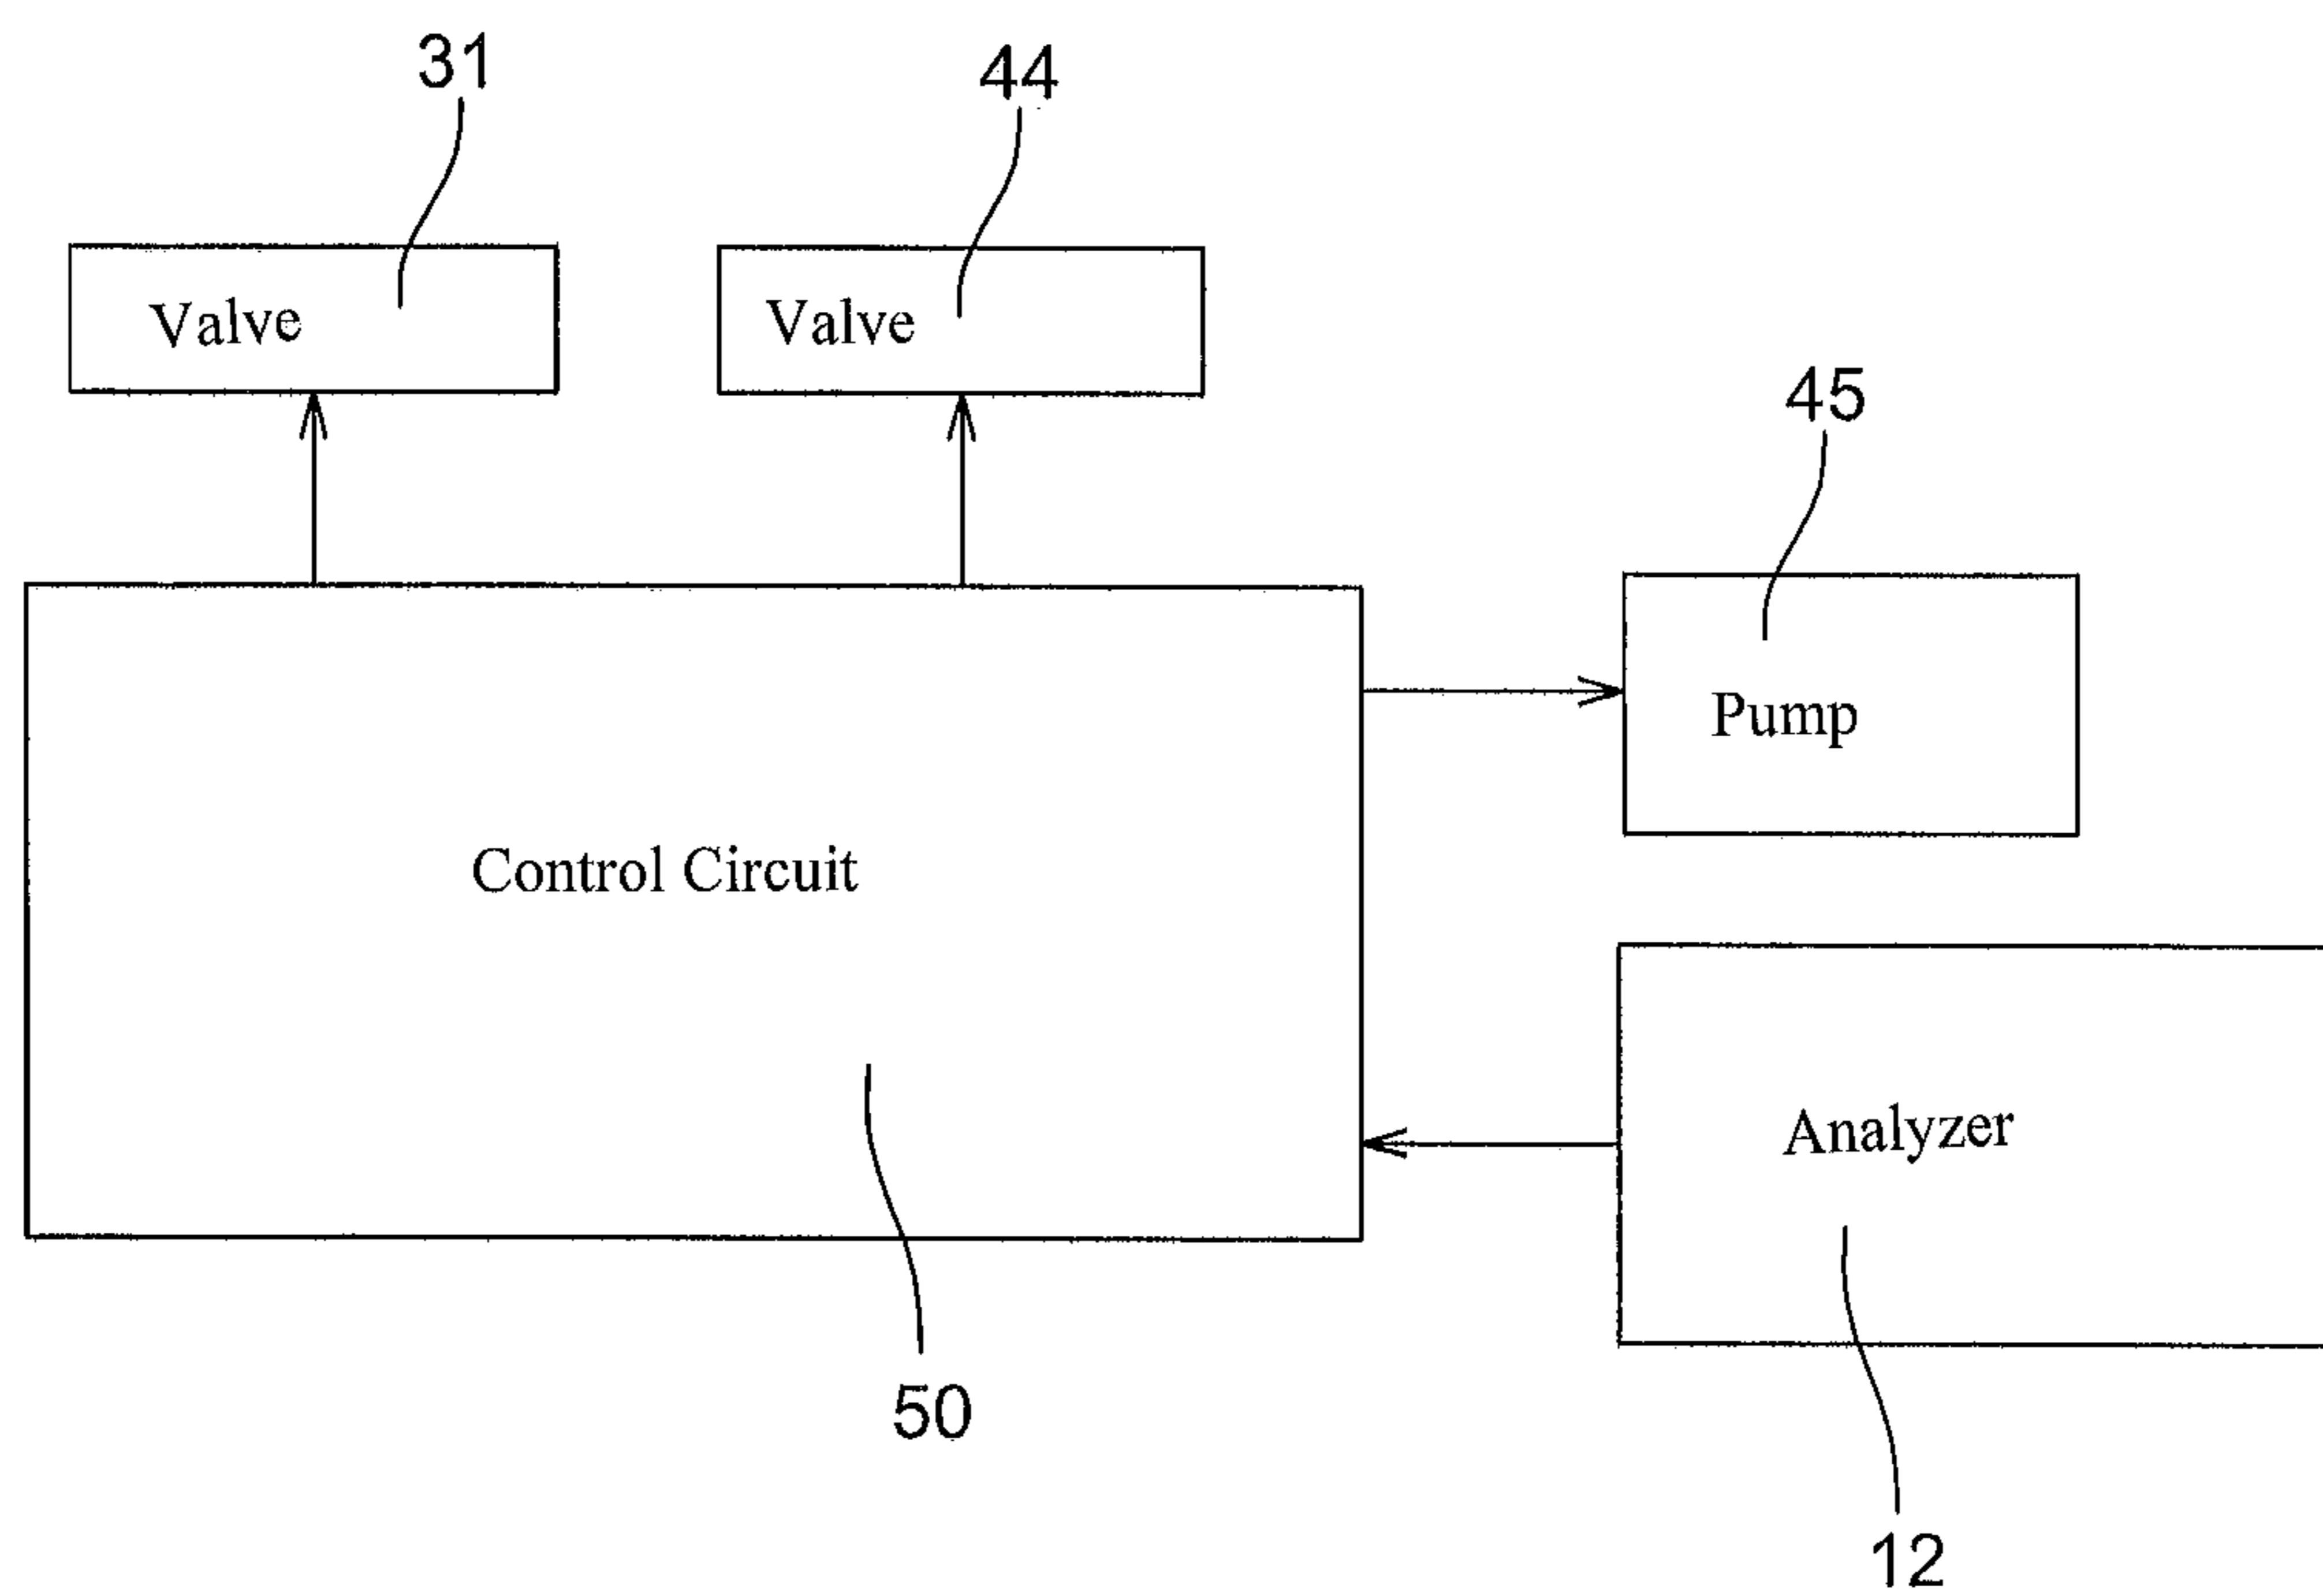 31
44
Valve
Valve
45
Pump
Control Circuit
Analyzer
50
12